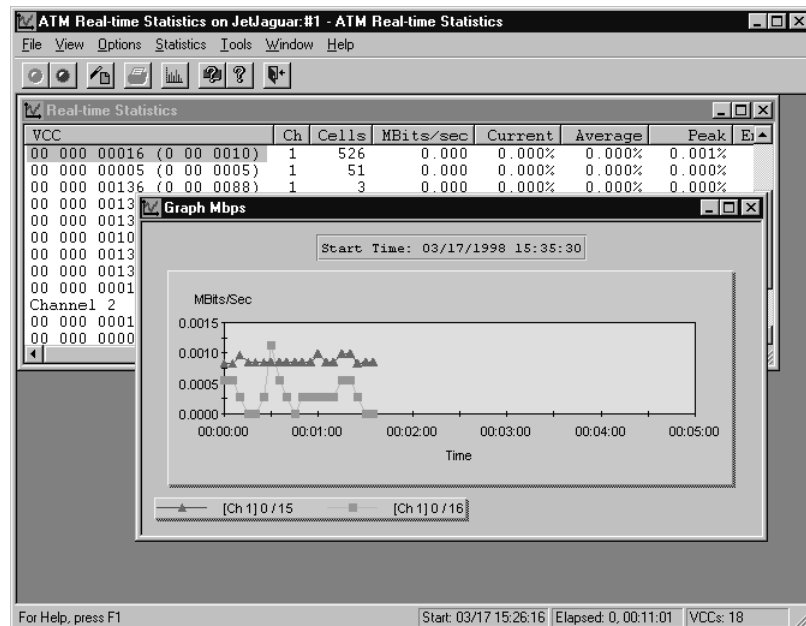 ATM Real-time Statistics on JetJaguar:#1 - ATM Real-time Statistics
File View Options Statistics Tools Window Help
Real-time Statistics
VCC Ch Cells MBits/sec Current Average Peak
00 000 00016 (0 00 0010) 1 526 0.000 0.000% 0.000% 0.001%
00 000 00005 (0 00 0005) 1 51 0.000 0.000% 0.000% 0.000%
00 000 00136 (0 00 0088) 1 3 0.000 0.000% 0.000% 0.000%
00 000 0013
00 000 0013
00 000 0010
00 000 0013
00 000 0013
00 000 0001
Channel 2
00 000 0001
00 000 0000
Graph Mbps
Start Time: 03/17/1998 15:35:30
MBits/Sec
0.0015
0.0010
0.0005
0.0000
00:00:00 00:01:00 00:02:00 00:03:00 00:04:00 00:05:00
Time
[Ch 1] 0 / 15 [Ch 1] 0 / 16
For Help, press F1 Start: 03/17 15:26:16 Elapsed: 0, 00:11:01 VCCs: 18